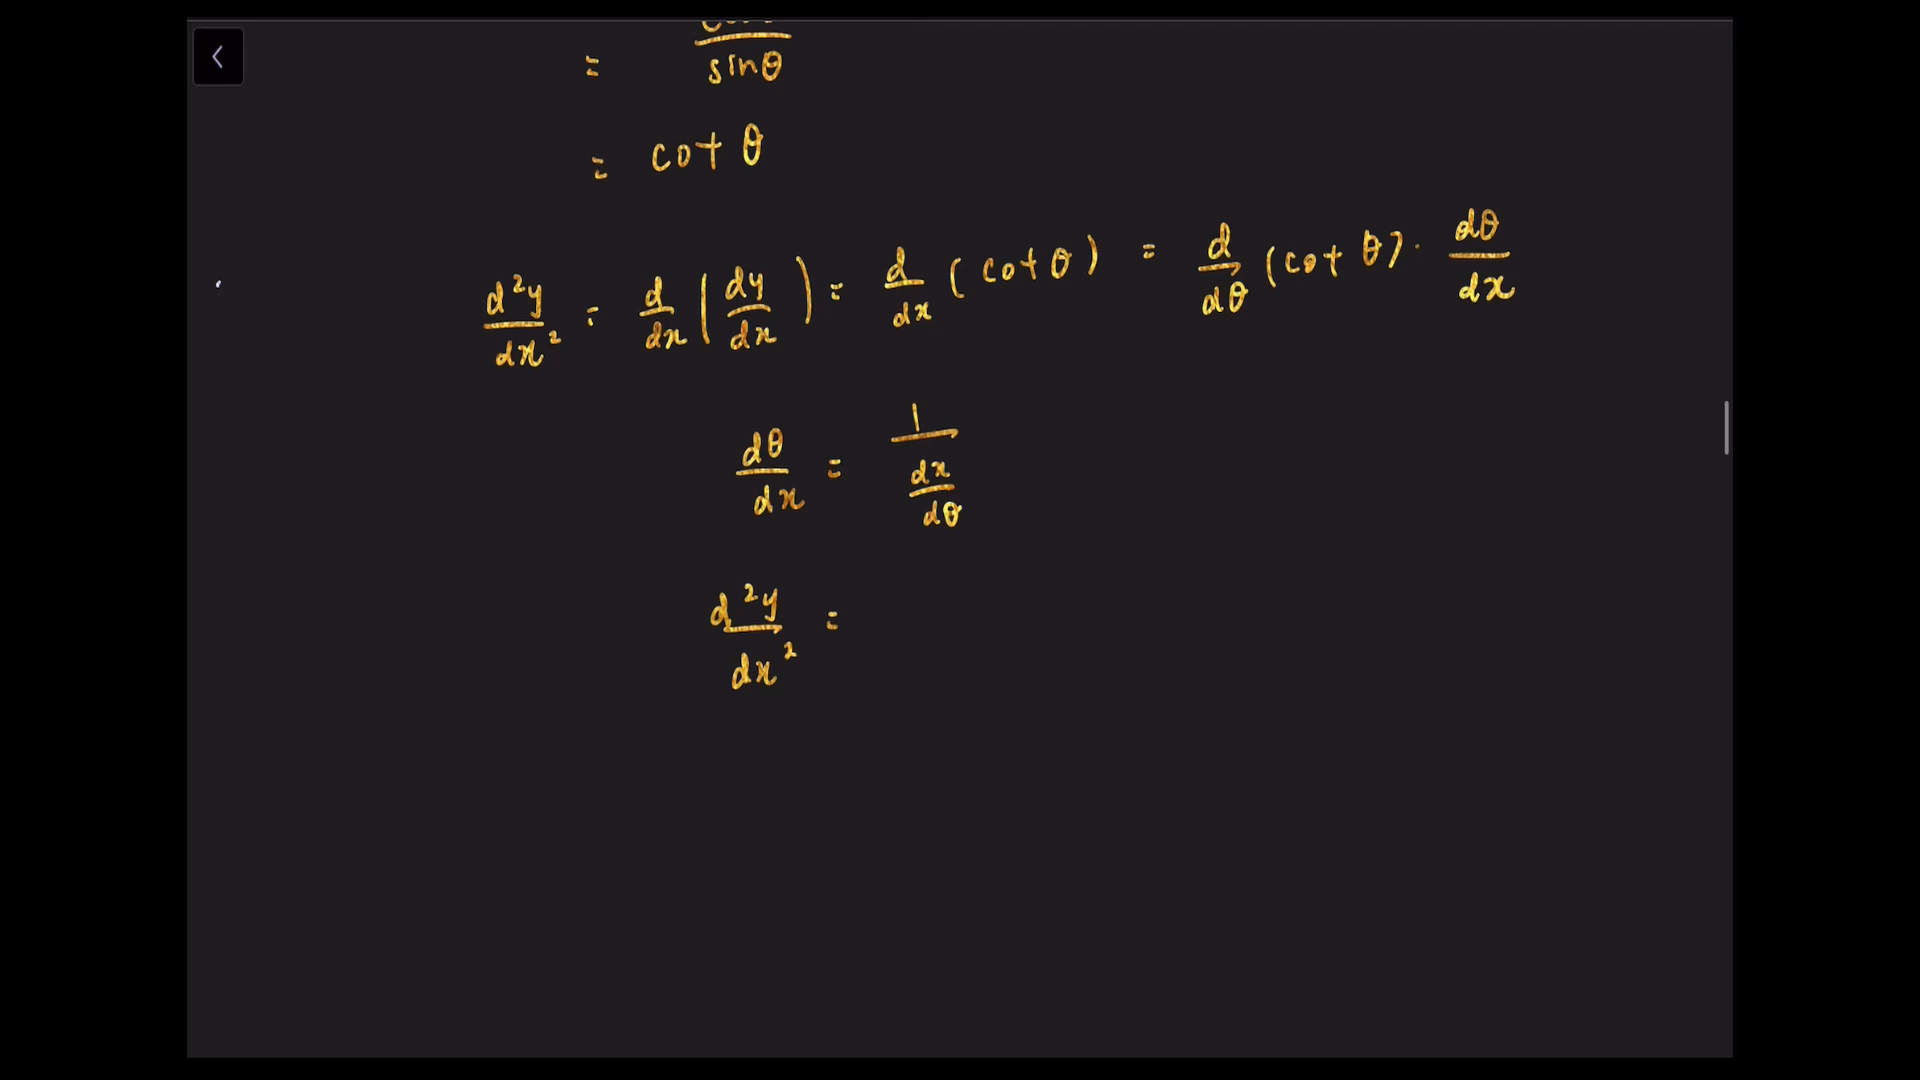 = /sinθ
= cot θ
d²y/dx² = d/dx (dy/dx) = d/dx (cot θ) = d/dθ (cot θ) · dθ/dx
dθ/dx = 1/(dx/dθ)
d²y/dx² =